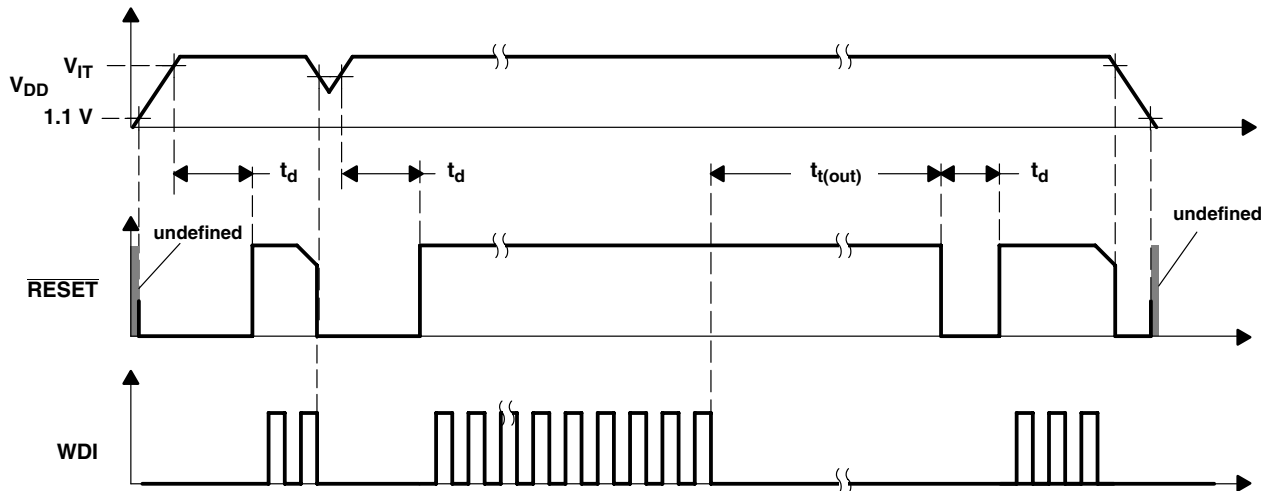 V_IT
V_DD
1.1 V
t_d
t_d
t_t(out)
t_d
undefined
undefined
RESET
WDI